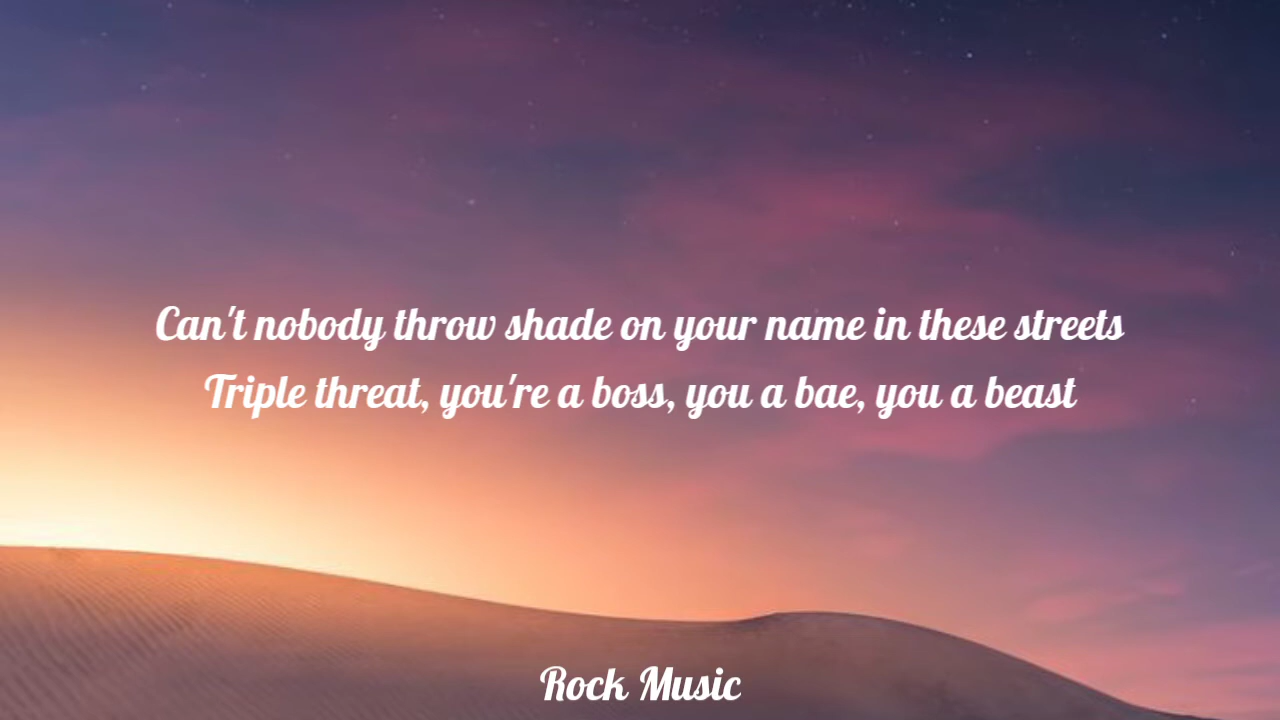 Can't nobody throw shade on your name in these streets
Triple threat, you're a boss, you a bae, you a beast
Rock Music